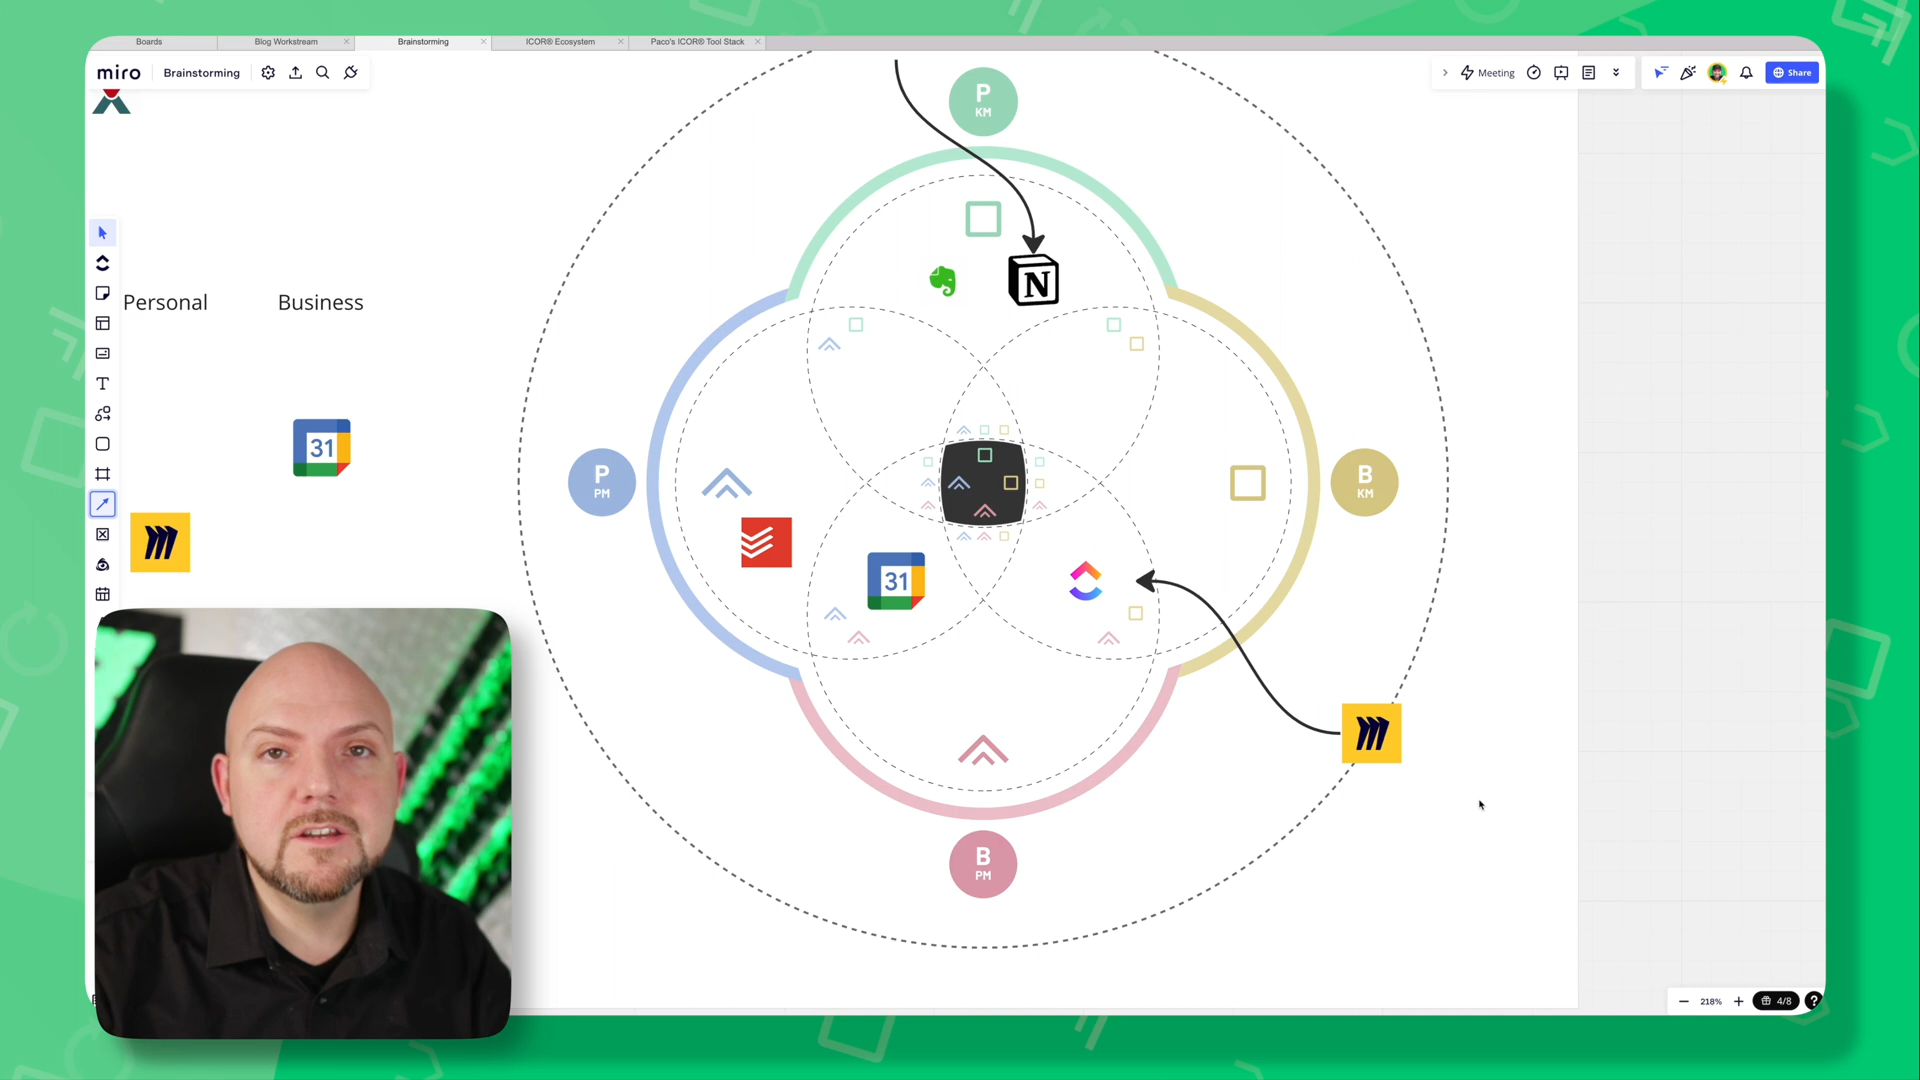 Boards
Blog Workstream
Brainstorming
ICOR® Ecosystem
Paco's ICOR® Tool Stack
miro
Brainstorming
Meeting
Share
P
KM
N
Personal
Business
31
P
PM
B
KM
31
B
PM
218%
4/8
?